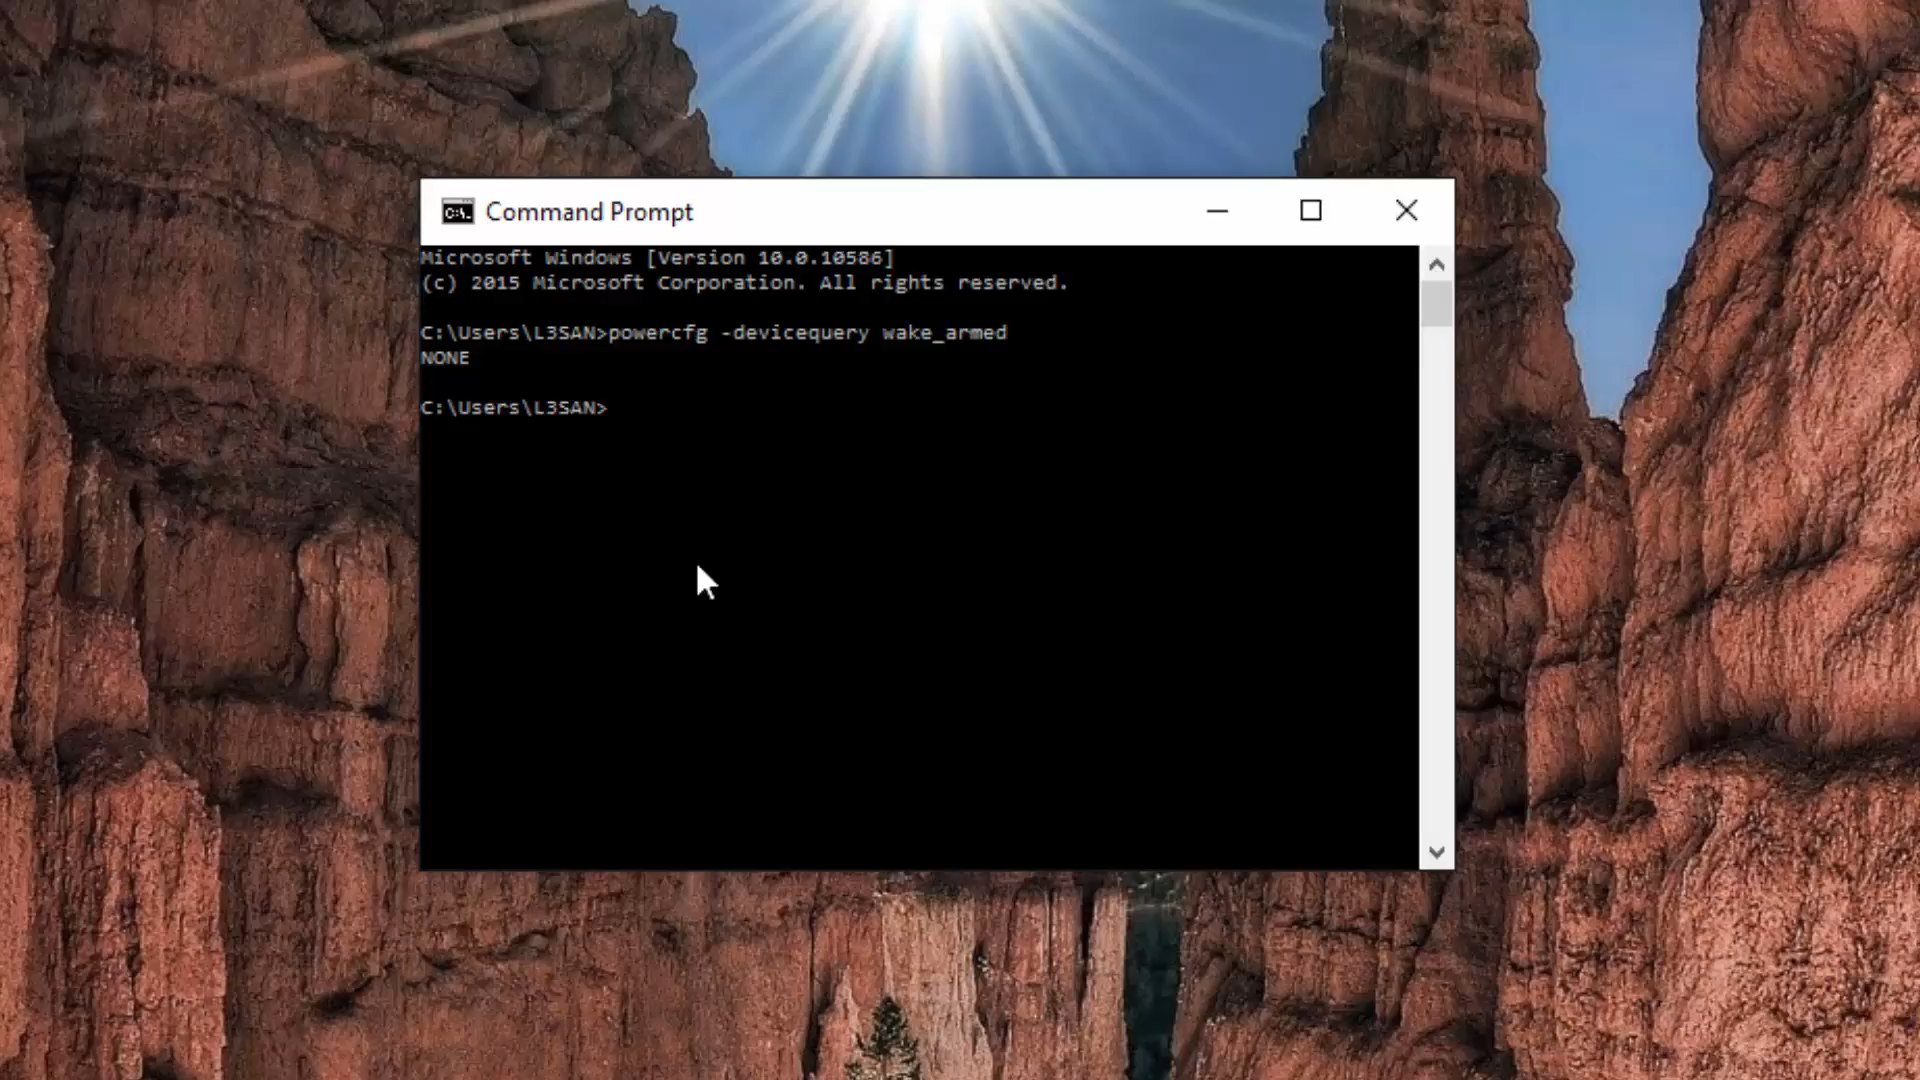 Command Prompt
Microsoft Windows [Version 10.0.10586]
(c) 2015 Microsoft Corporation. All rights reserved.
C:\Users\L3SAN>powercfg -devicequery wake_armed
NONE
C:\Users\L3SAN>